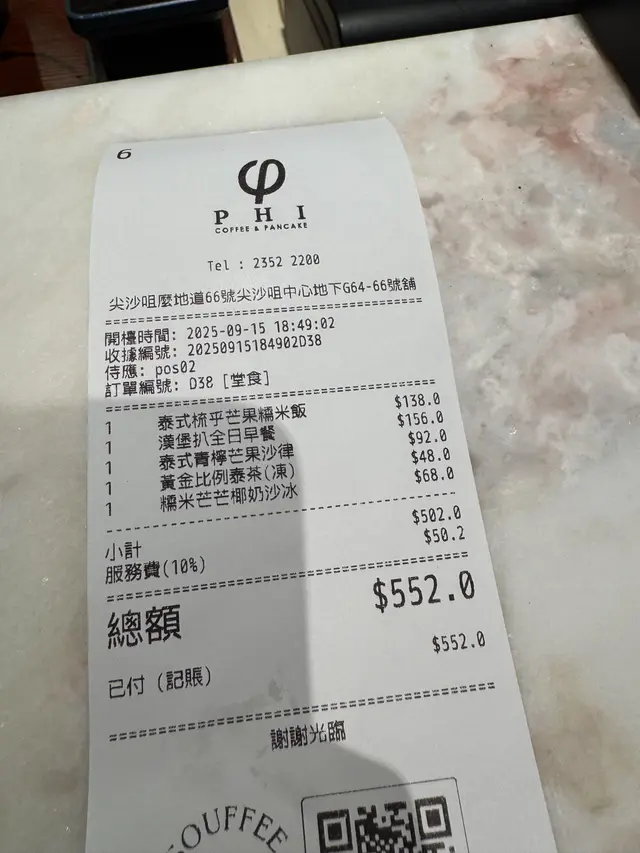 6
φ
PHI
COFFEE & PANCAKE
Tel : 2352 2200
尖沙咀麼地道66號尖沙咀中心地下G64-66號舖
開檯時間: 2025-09-15 18:49:02
收據編號: 20250915184902D38
侍應: pos02
訂單編號: D38 [堂食]
1 泰式梳乎芒果糯米飯 $138.0
1 漢堡扒全日早餐 $156.0
1 泰式青檸芒果沙律 $92.0
1 黃金比例泰茶(凍) $48.0
1 糯米芒芒椰奶沙冰 $68.0
小計 $502.0
服務費(10%) $50.2
總額 $552.0
已付 (記賬) $552.0
謝謝光臨
SOUFFEE